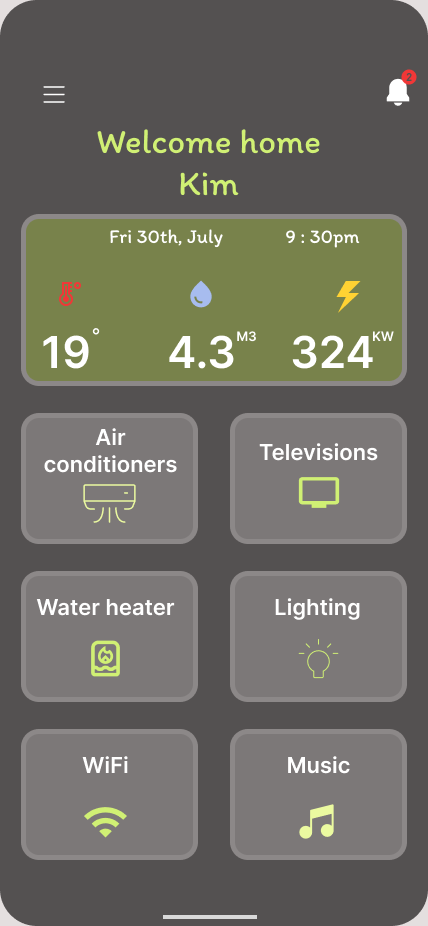 2
Welcome home
Kim
Fri 30th, July 9 : 30pm
19° 4.3 M3 324 KW
Air
conditioners
Televisions
Water heater
Lighting
WiFi
Music